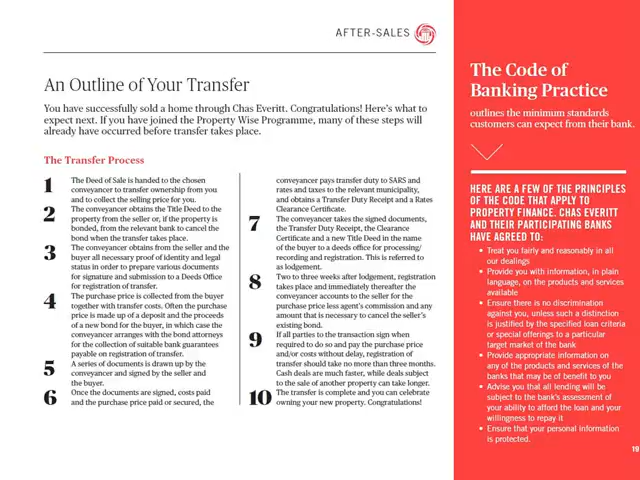 AFTER-SALES
An Outline of Your Transfer
You have successfully sold a home through Chas Everitt. Congratulations! Here's what to
expect next. If you have joined the Property Wise Programme, many of these steps will
already have occurred before transfer takes place.
The Transfer Process
1 The Deed of Sale is handed to the chosen
conveyancer to transfer ownership from you
and to collect the selling price for you.
2 The conveyancer obtains the Title Deed to the
property from the seller or, if the property is
bonded, from the relevant bank to cancel the
bond when the transfer takes place.
3 The conveyancer obtains from the seller and the
buyer all necessary proof of identity and legal
status in order to prepare various documents
for signature and submission to a Deeds Office
for registration of transfer.
4 The purchase price is collected from the buyer
together with transfer costs. Often the purchase
price is made up of a deposit and the proceeds
of a new bond for the buyer, in which case the
conveyancer arranges with the bond attorneys
for the collection of suitable bank guarantees
payable on registration of transfer.
5 A series of documents is drawn up by the
conveyancer and signed by the seller and
the buyer.
6 Once the documents are signed, costs paid
and the purchase price paid or secured, the
conveyancer pays transfer duty to SARS and
rates and taxes to the relevant municipality,
and obtains a Transfer Duty Receipt and a Rates
Clearance Certificate.
7 The conveyancer takes the signed documents,
the Transfer Duty Receipt, the Clearance
Certificate and a new Title Deed in the name
of the buyer to a deeds office for processing/
recording and registration. This is referred to
as lodgement.
8 Two to three weeks after lodgement, registration
takes place and immediately thereafter the
conveyancer accounts to the seller for the
purchase price less agent's commission and any
amount that is necessary to cancel the seller's
existing bond.
9 If all parties to the transaction sign when
required to do so and pay the purchase price
and/or costs without delay, registration of
transfer should take no more than three months.
Cash deals are much faster, while deals subject
to the sale of another property can take longer.
10 The transfer is complete and you can celebrate
owning your new property. Congratulations!
The Code of
Banking Practice
outlines the minimum standards
customers can expect from their bank.
HERE ARE A FEW OF THE PRINCIPLES
OF THE CODE THAT APPLY TO
PROPERTY FINANCE. CHAS EVERITT
AND THEIR PARTICIPATING BANKS
HAVE AGREED TO:
• Treat you fairly and reasonably in all
our dealings
• Provide you with information, in plain
language, on the products and services
available
• Ensure there is no discrimination
against you, unless such a distinction
is justified by the specified loan criteria
or special offerings to a particular
target market of the bank
• Provide appropriate information on
any of the products and services of the
banks that may be of benefit to you
• Advise you that all lending will be
subject to the bank's assessment of
your ability to afford the loan and your
willingness to repay it
• Ensure that your personal information
is protected.
19